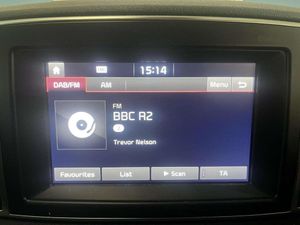 15:14
DAB/FM AM Menu
FM
BBC R2
Trevor Nelson
Favourites List Scan TA